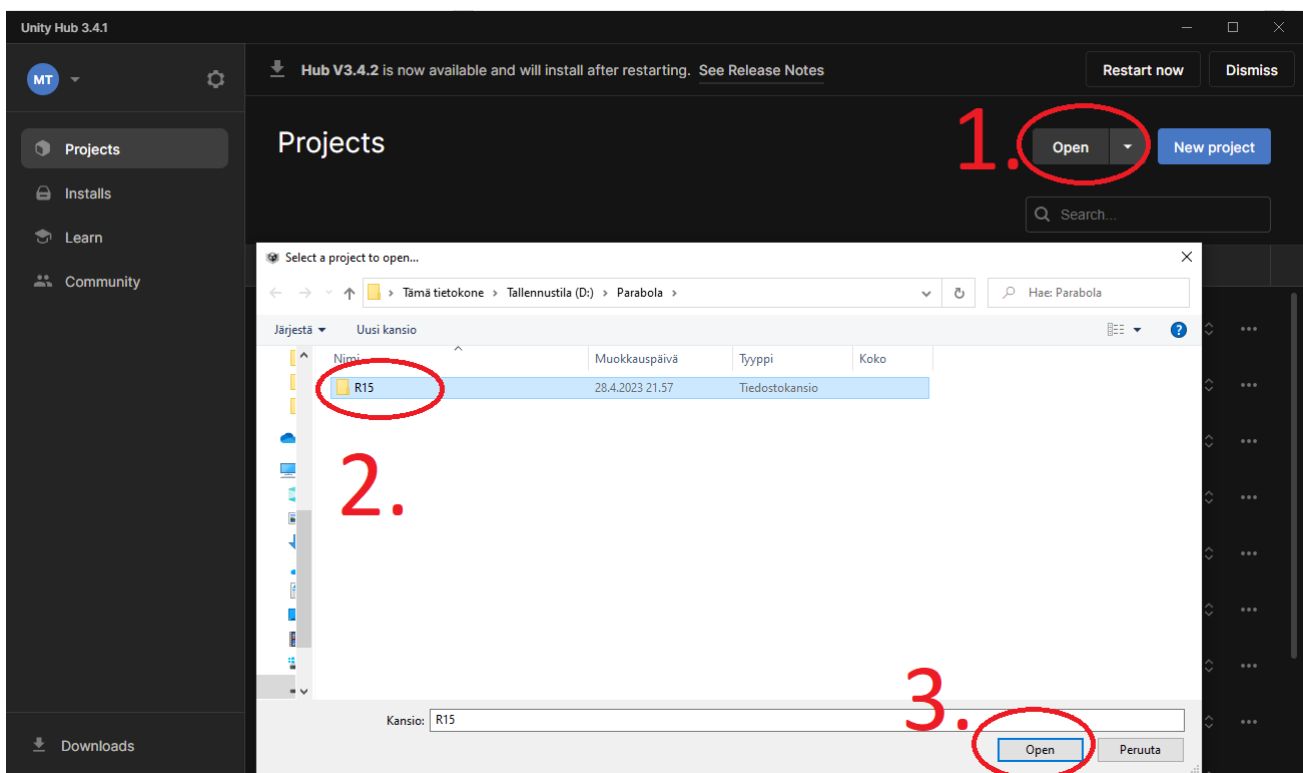 Unity Hub 3.4.1
MT
Hub V3.4.2 is now available and will install after restarting. See Release Notes
Restart now
Dismiss
Projects
Installs
Learn
Community
Downloads
Projects
1.
Open
New project
Search...
Select a project to open...
Tämä tietokone > Tallennustila (D:) > Parabola >
Hae: Parabola
Järjestä
Uusi kansio
Nimi Muokkauspäivä Tyyppi Koko
R15 28.4.2023 21.57 Tiedostokansio
2.
3.
Kansio: R15
Open
Peruuta